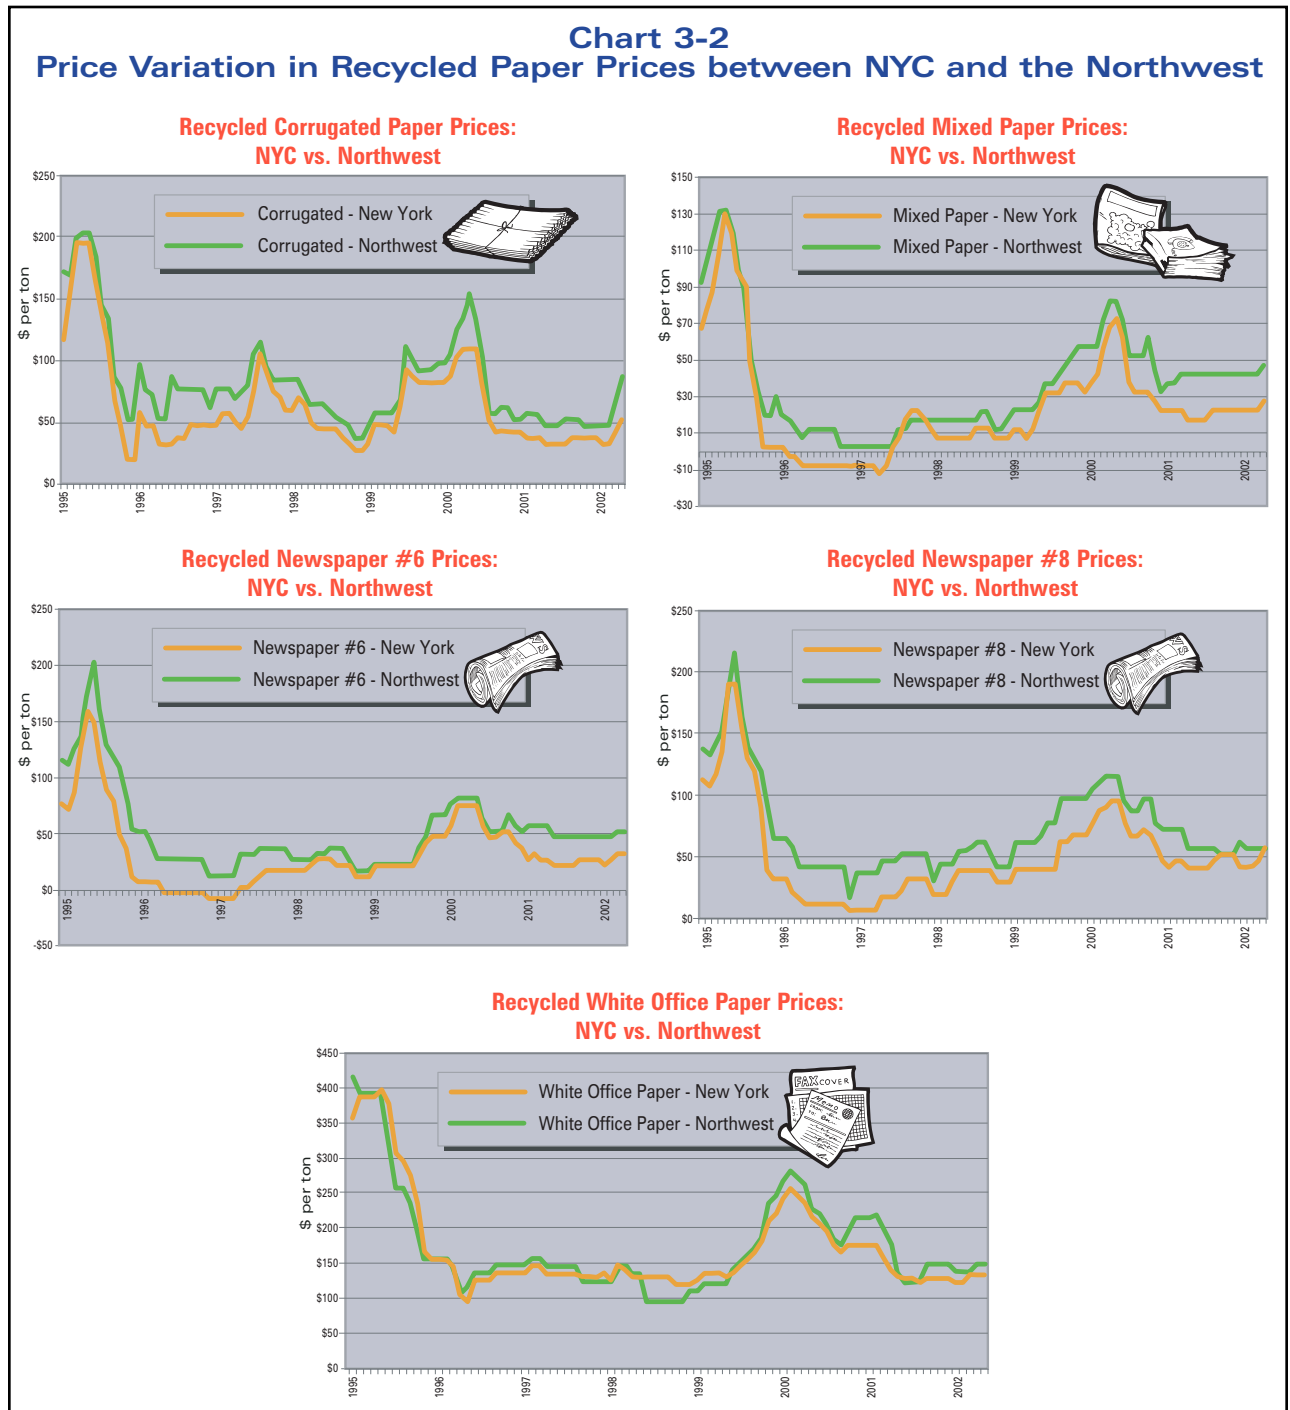 Chart 3-2
Price Variation in Recycled Paper Prices between NYC and the Northwest
Recycled Corrugated Paper Prices:
NYC vs. Northwest
$250
$200
$150
$100
$50
$0
$ per ton
Corrugated - New York
Corrugated - Northwest
1995 1996 1997 1998 1999 2000 2001 2002
Recycled Mixed Paper Prices:
NYC vs. Northwest
$150
$130
$110
$90
$70
$50
$30
$10
-$10
-$30
$ per ton
Mixed Paper - New York
Mixed Paper - Northwest
1995 1996 1997 1998 1999 2000 2001 2002
Recycled Newspaper #6 Prices:
NYC vs. Northwest
$250
$200
$150
$100
$50
$0
-$50
$ per ton
Newspaper #6 - New York
Newspaper #6 - Northwest
1995 1996 1997 1998 1999 2000 2001 2002
Recycled Newspaper #8 Prices:
NYC vs. Northwest
$250
$200
$150
$100
$50
$0
$ per ton
Newspaper #8 - New York
Newspaper #8 - Northwest
1995 1996 1997 1998 1999 2000 2001 2002
Recycled White Office Paper Prices:
NYC vs. Northwest
$450
$400
$350
$300
$250
$200
$150
$100
$50
$0
$ per ton
White Office Paper - New York
White Office Paper - Northwest
FAX COVER
MEMO
1995 1996 1997 1998 1999 2000 2001 2002